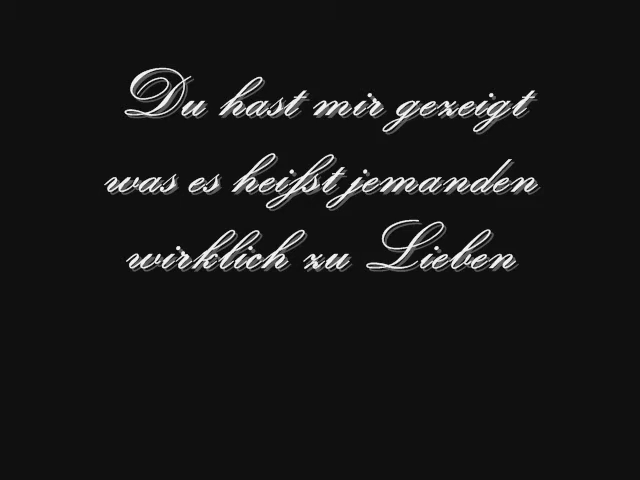 Du hast mir gezeigt
was es heißt jemanden
wirklich zu Lieben